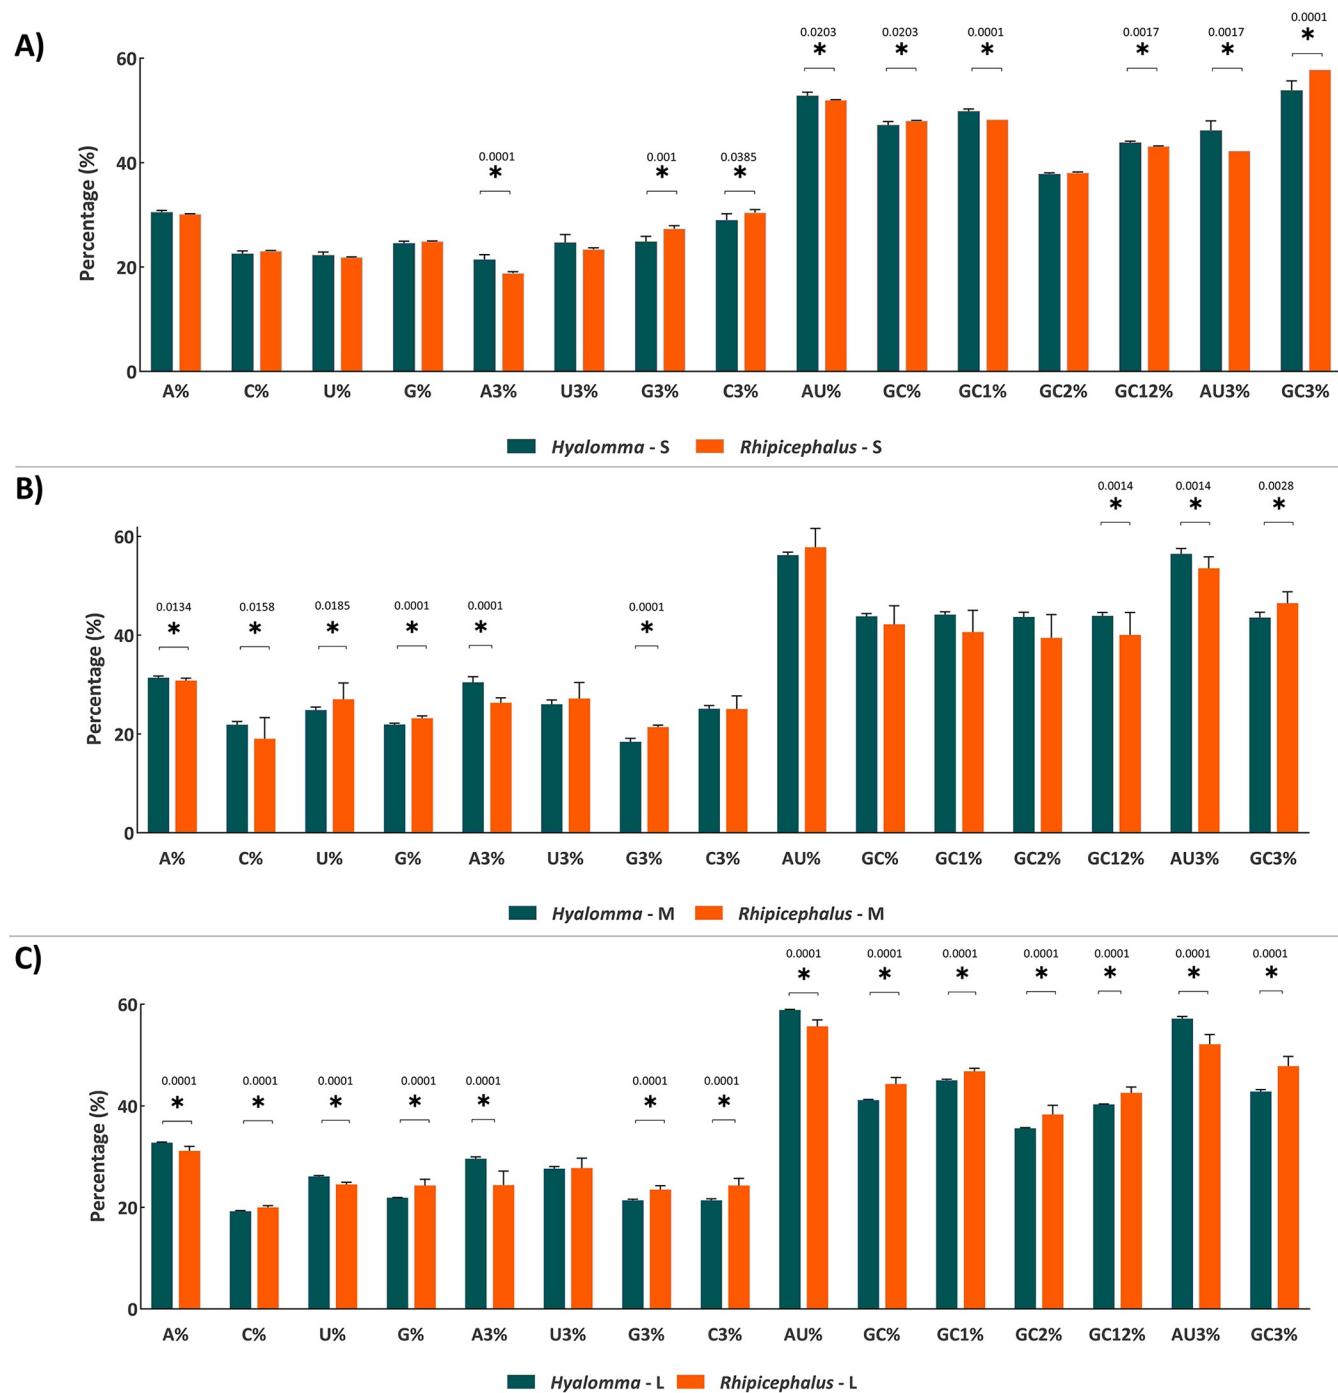 A)
0.0203 0.0203 0.0001 0.0017 0.0017 0.0001
* * * * * *
60
0.0001 0.001 0.0385
* * *
40
20
0
Percentage (%)
A% C% U% G% A3% U3% G3% C3% AU% GC% GC1% GC2% GC12% AU3% GC3%
Hyalomma - S Rhipicephalus - S
B)
0.0014 0.0014 0.0028
* * *
60
0.0134 0.0158 0.0185 0.0001 0.0001 0.0001
* * * * * *
40
20
0
Percentage (%)
A% C% U% G% A3% U3% G3% C3% AU% GC% GC1% GC2% GC12% AU3% GC3%
Hyalomma - M Rhipicephalus - M
C)
0.0001 0.0001 0.0001 0.0001 0.0001 0.0001 0.0001
* * * * * * *
60
0.0001 0.0001 0.0001 0.0001 0.0001 0.0001 0.0001
* * * * * * *
40
20
0
Percentage (%)
A% C% U% G% A3% U3% G3% C3% AU% GC% GC1% GC2% GC12% AU3% GC3%
Hyalomma - L Rhipicephalus - L